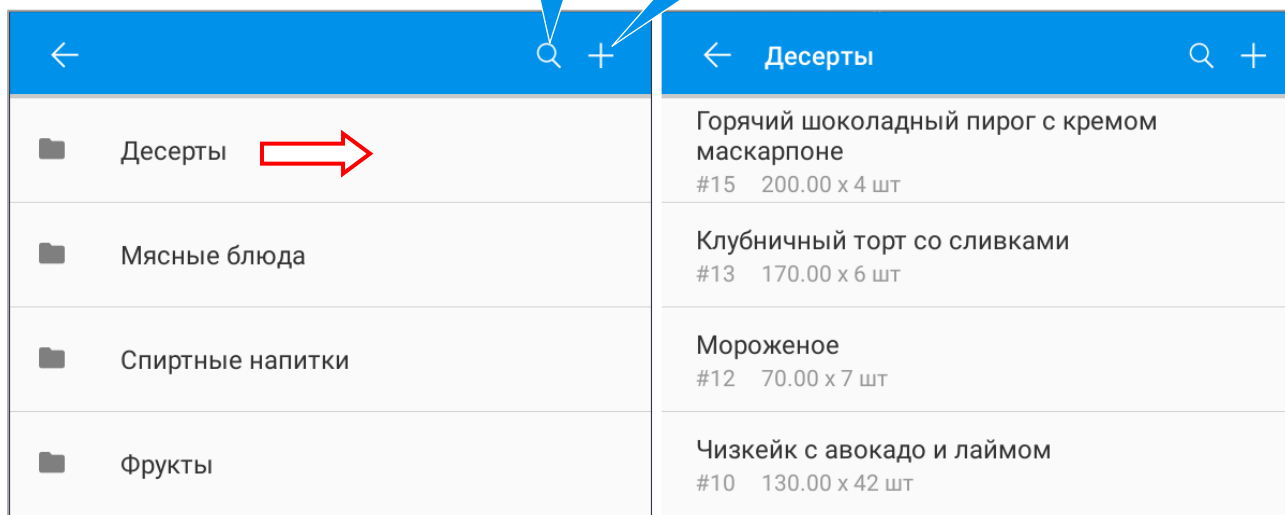 Десерты
Мясные блюда
Спиртные напитки
Фрукты
Десерты
Горячий шоколадный пирог с кремом
маскарпоне
#15 200.00 x 4 шт
Клубничный торт со сливками
#13 170.00 x 6 шт
Мороженое
#12 70.00 x 7 шт
Чизкейк с авокадо и лаймом
#10 130.00 x 42 шт